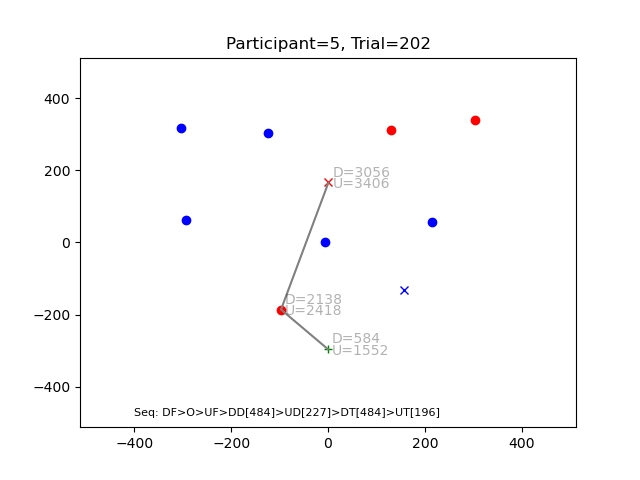 Participant=5, Trial=202
400
200
0
−200
−400
D=3056
U=3406
D=2138
U=2418
D=584
U=1552
Seq: DF>O>UF>DD[484]>UD[227]>DT[484]>UT[196]
−400
−200
0
200
400